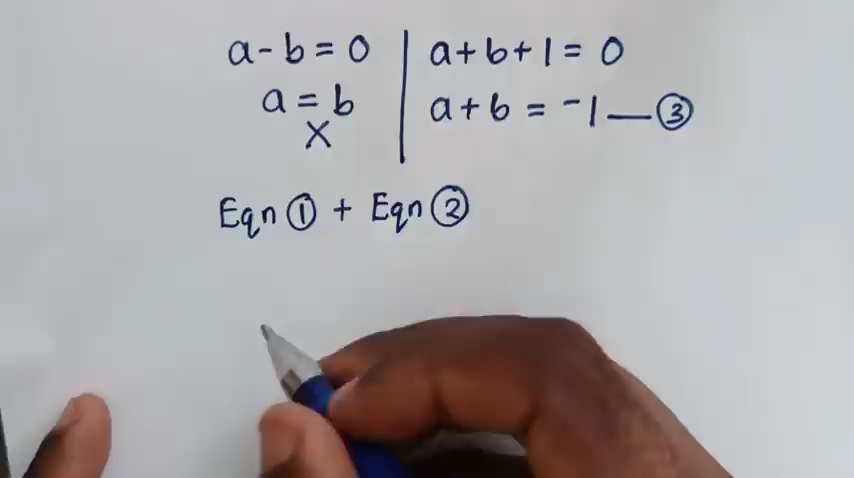 a - b = 0 | a + b + 1 = 0
a = b | a + b = -1 — ③
X
Eqn ① + Eqn ②